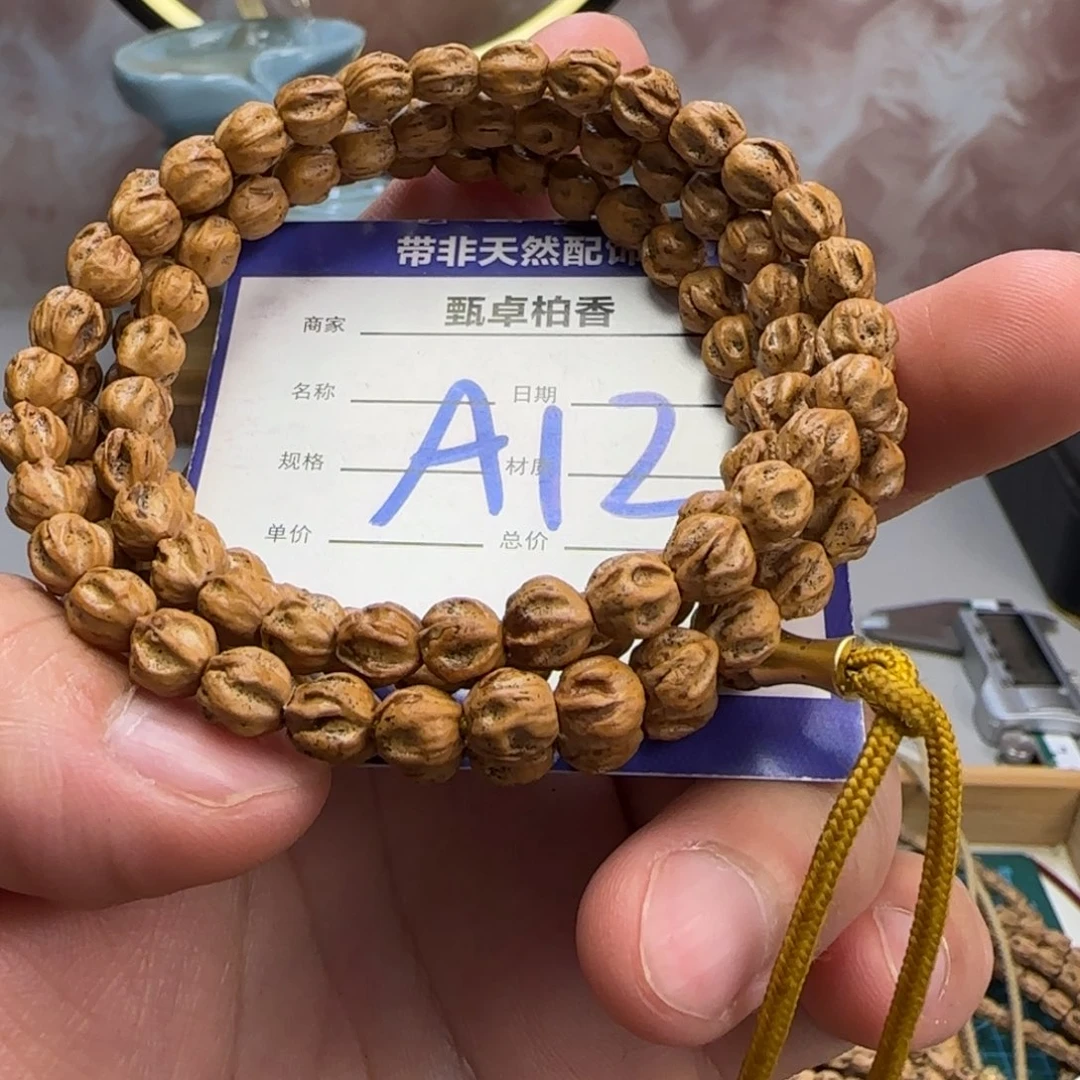 带非天然配饰
商家 甄卓柏香
名称 日期
规格 材质
单价 总价
A12